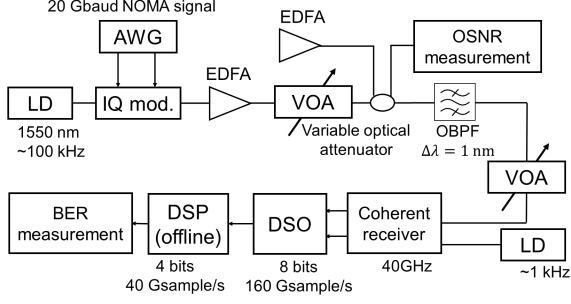 20 Gbaud NOMA signal
AWG
EDFA
OSNR
measurement
EDFA
LD
IQ mod.
VOA
1550 nm
~100 kHz
Variable optical
attenuator
OBPF
Δλ = 1 nm
VOA
BER
measurement
DSP
(offline)
DSO
Coherent
receiver
LD
4 bits
40 Gsample/s
8 bits
160 Gsample/s
40GHz
~1 kHz